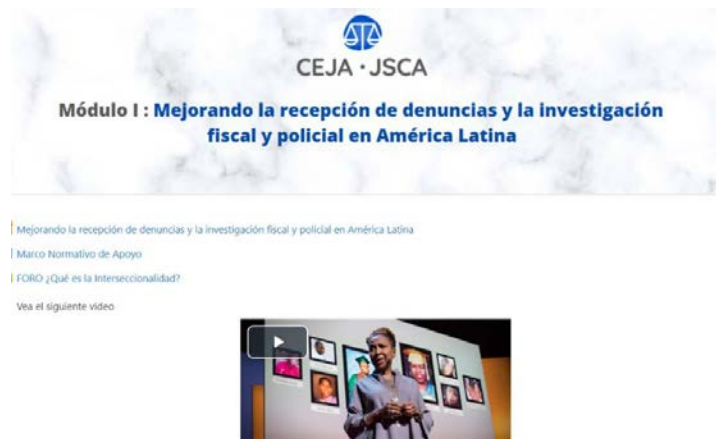 CEJA · JSCA
Módulo I : Mejorando la recepción de denuncias y la investigación
fiscal y policial en América Latina
Mejorando la recepción de denuncias y la investigación fiscal y policial en América Latina
Marco Normativo de Apoyo
FORO ¿Qué es la Interseccionalidad?
Vea el siguiente video